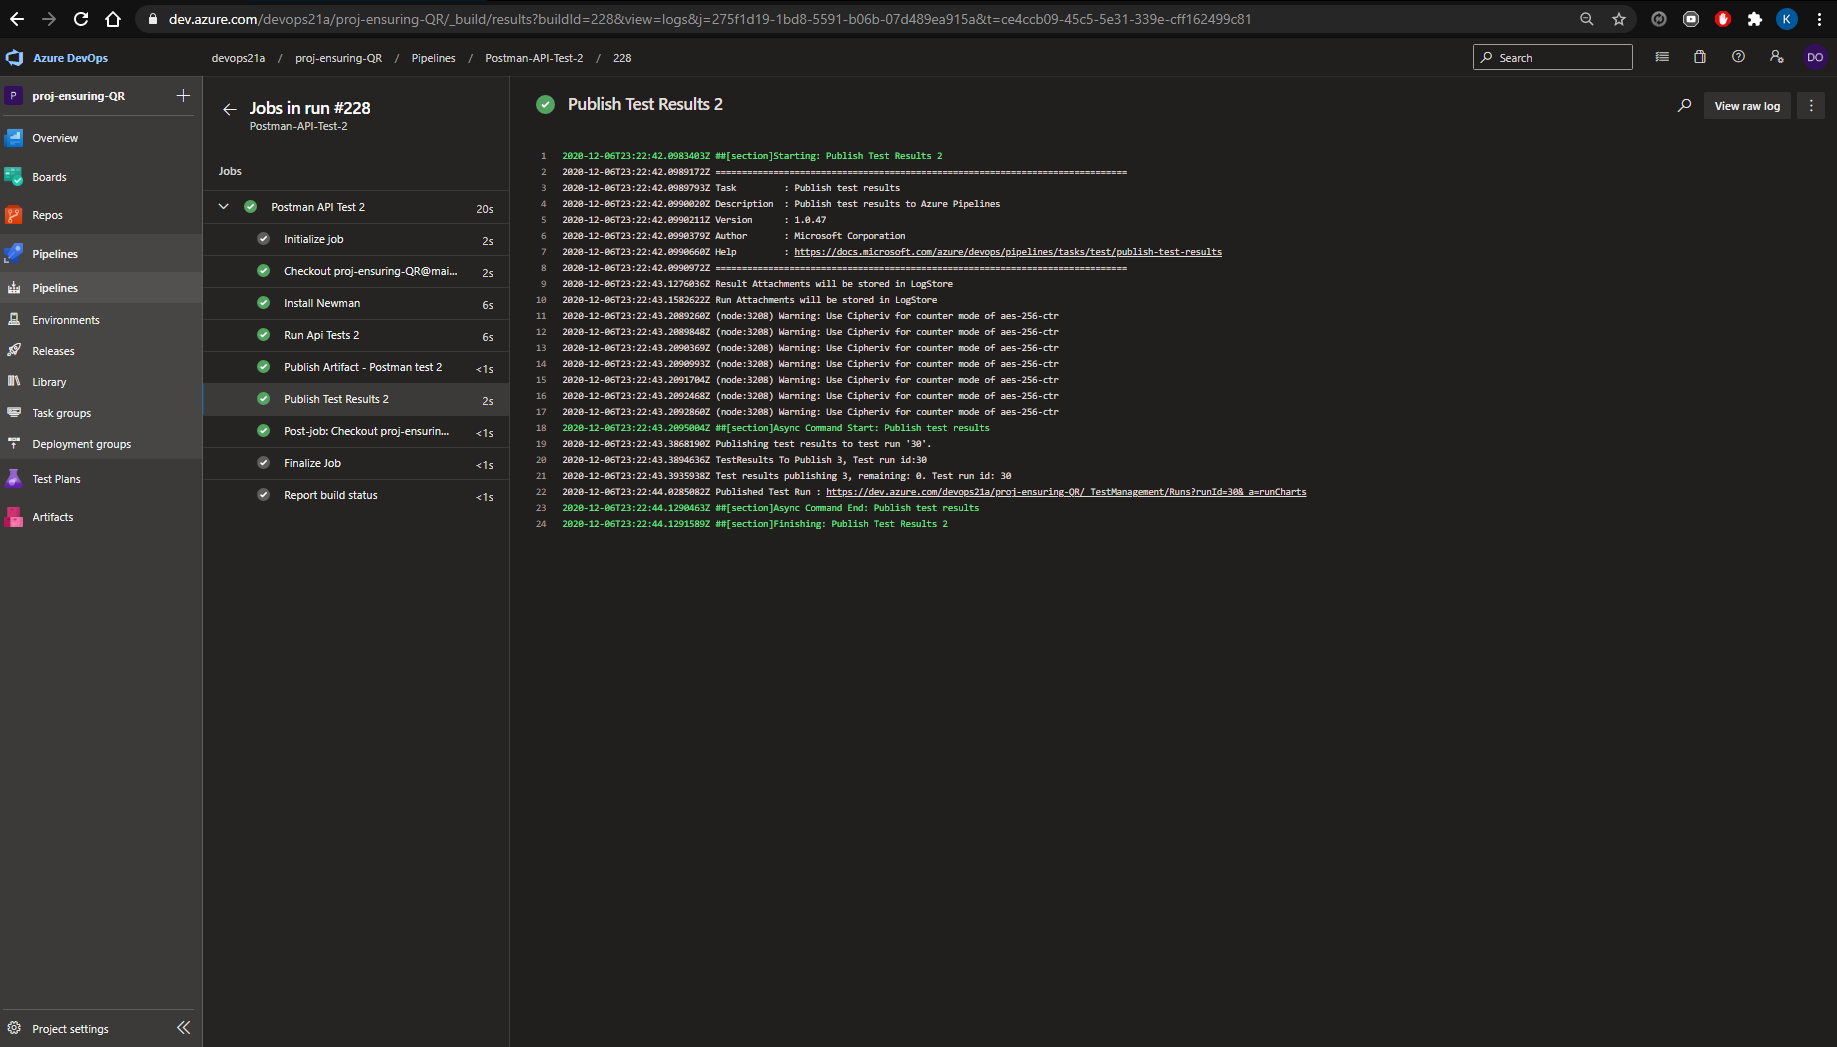 dev.azure.com/devops21a/proj-ensuring-QR/_build/results?buildId=228&view=logs&j=275f1d19-1bd8-5591-b06b-07d489ea915a&t=ce4ccb09-45c5-5e31-339e-cff162499c81
K
Azure DevOps
devops21a / proj-ensuring-QR / Pipelines / Postman-API-Test-2 / 228
Search
DO
P proj-ensuring-QR
Overview
Boards
Repos
Pipelines
Pipelines
Environments
Releases
Library
Task groups
Deployment groups
Test Plans
Artifacts
Project settings
Jobs in run #228
Postman-API-Test-2
Jobs
Postman API Test 2 20s
Initialize job 2s
Checkout proj-ensuring-QR@mai... 2s
Install Newman 6s
Run Api Tests 2 6s
Publish Artifact - Postman test 2 <1s
Publish Test Results 2 2s
Post-job: Checkout proj-ensurin... <1s
Finalize Job <1s
Report build status <1s
Publish Test Results 2
View raw log
1 2020-12-06T23:22:42.0983403Z ##[section]Starting: Publish Test Results 2
2 2020-12-06T23:22:42.0989172Z ==============================================================================
3 2020-12-06T23:22:42.0989793Z Task : Publish test results
4 2020-12-06T23:22:42.0990020Z Description : Publish test results to Azure Pipelines
5 2020-12-06T23:22:42.0990211Z Version : 1.0.47
6 2020-12-06T23:22:42.0990379Z Author : Microsoft Corporation
7 2020-12-06T23:22:42.0990660Z Help : https://docs.microsoft.com/azure/devops/pipelines/tasks/test/publish-test-results
8 2020-12-06T23:22:42.0990972Z ==============================================================================
9 2020-12-06T23:22:43.1276036Z Result Attachments will be stored in LogStore
10 2020-12-06T23:22:43.1582622Z Run Attachments will be stored in LogStore
11 2020-12-06T23:22:43.2089260Z (node:3208) Warning: Use Cipheriv for counter mode of aes-256-ctr
12 2020-12-06T23:22:43.2089848Z (node:3208) Warning: Use Cipheriv for counter mode of aes-256-ctr
13 2020-12-06T23:22:43.2090369Z (node:3208) Warning: Use Cipheriv for counter mode of aes-256-ctr
14 2020-12-06T23:22:43.2090993Z (node:3208) Warning: Use Cipheriv for counter mode of aes-256-ctr
15 2020-12-06T23:22:43.2091704Z (node:3208) Warning: Use Cipheriv for counter mode of aes-256-ctr
16 2020-12-06T23:22:43.2092468Z (node:3208) Warning: Use Cipheriv for counter mode of aes-256-ctr
17 2020-12-06T23:22:43.2092860Z (node:3208) Warning: Use Cipheriv for counter mode of aes-256-ctr
18 2020-12-06T23:22:43.2095004Z ##[section]Async Command Start: Publish test results
19 2020-12-06T23:22:43.3868190Z Publishing test results to test run '30'.
20 2020-12-06T23:22:43.3894636Z TestResults To Publish 3, Test run id:30
21 2020-12-06T23:22:43.3935938Z Test results publishing 3, remaining: 0. Test run id: 30
22 2020-12-06T23:22:44.0285082Z Published Test Run : https://dev.azure.com/devops21a/proj-ensuring-QR/_TestManagement/Runs?runId=30&_a=runCharts
23 2020-12-06T23:22:44.1290463Z ##[section]Async Command End: Publish test results
24 2020-12-06T23:22:44.1291589Z ##[section]Finishing: Publish Test Results 2